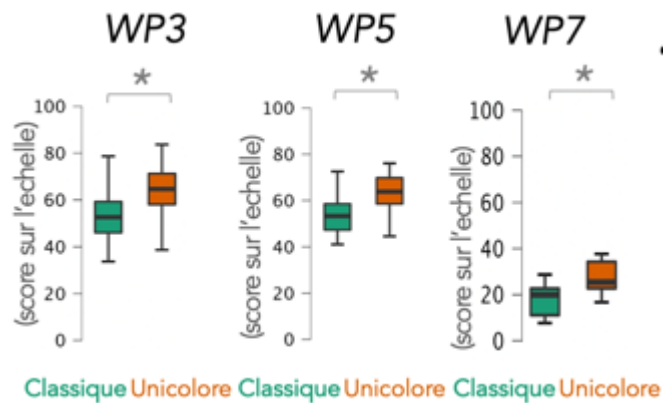 WP3 WP5 WP7
* * *
100 100 100
80 80 80
60 60 60
40 40 40
20 20 20
0 0 0
(score sur l'echelle) (score sur l'echelle) (score sur l'echelle)
Classique Unicolore Classique Unicolore Classique Unicolore